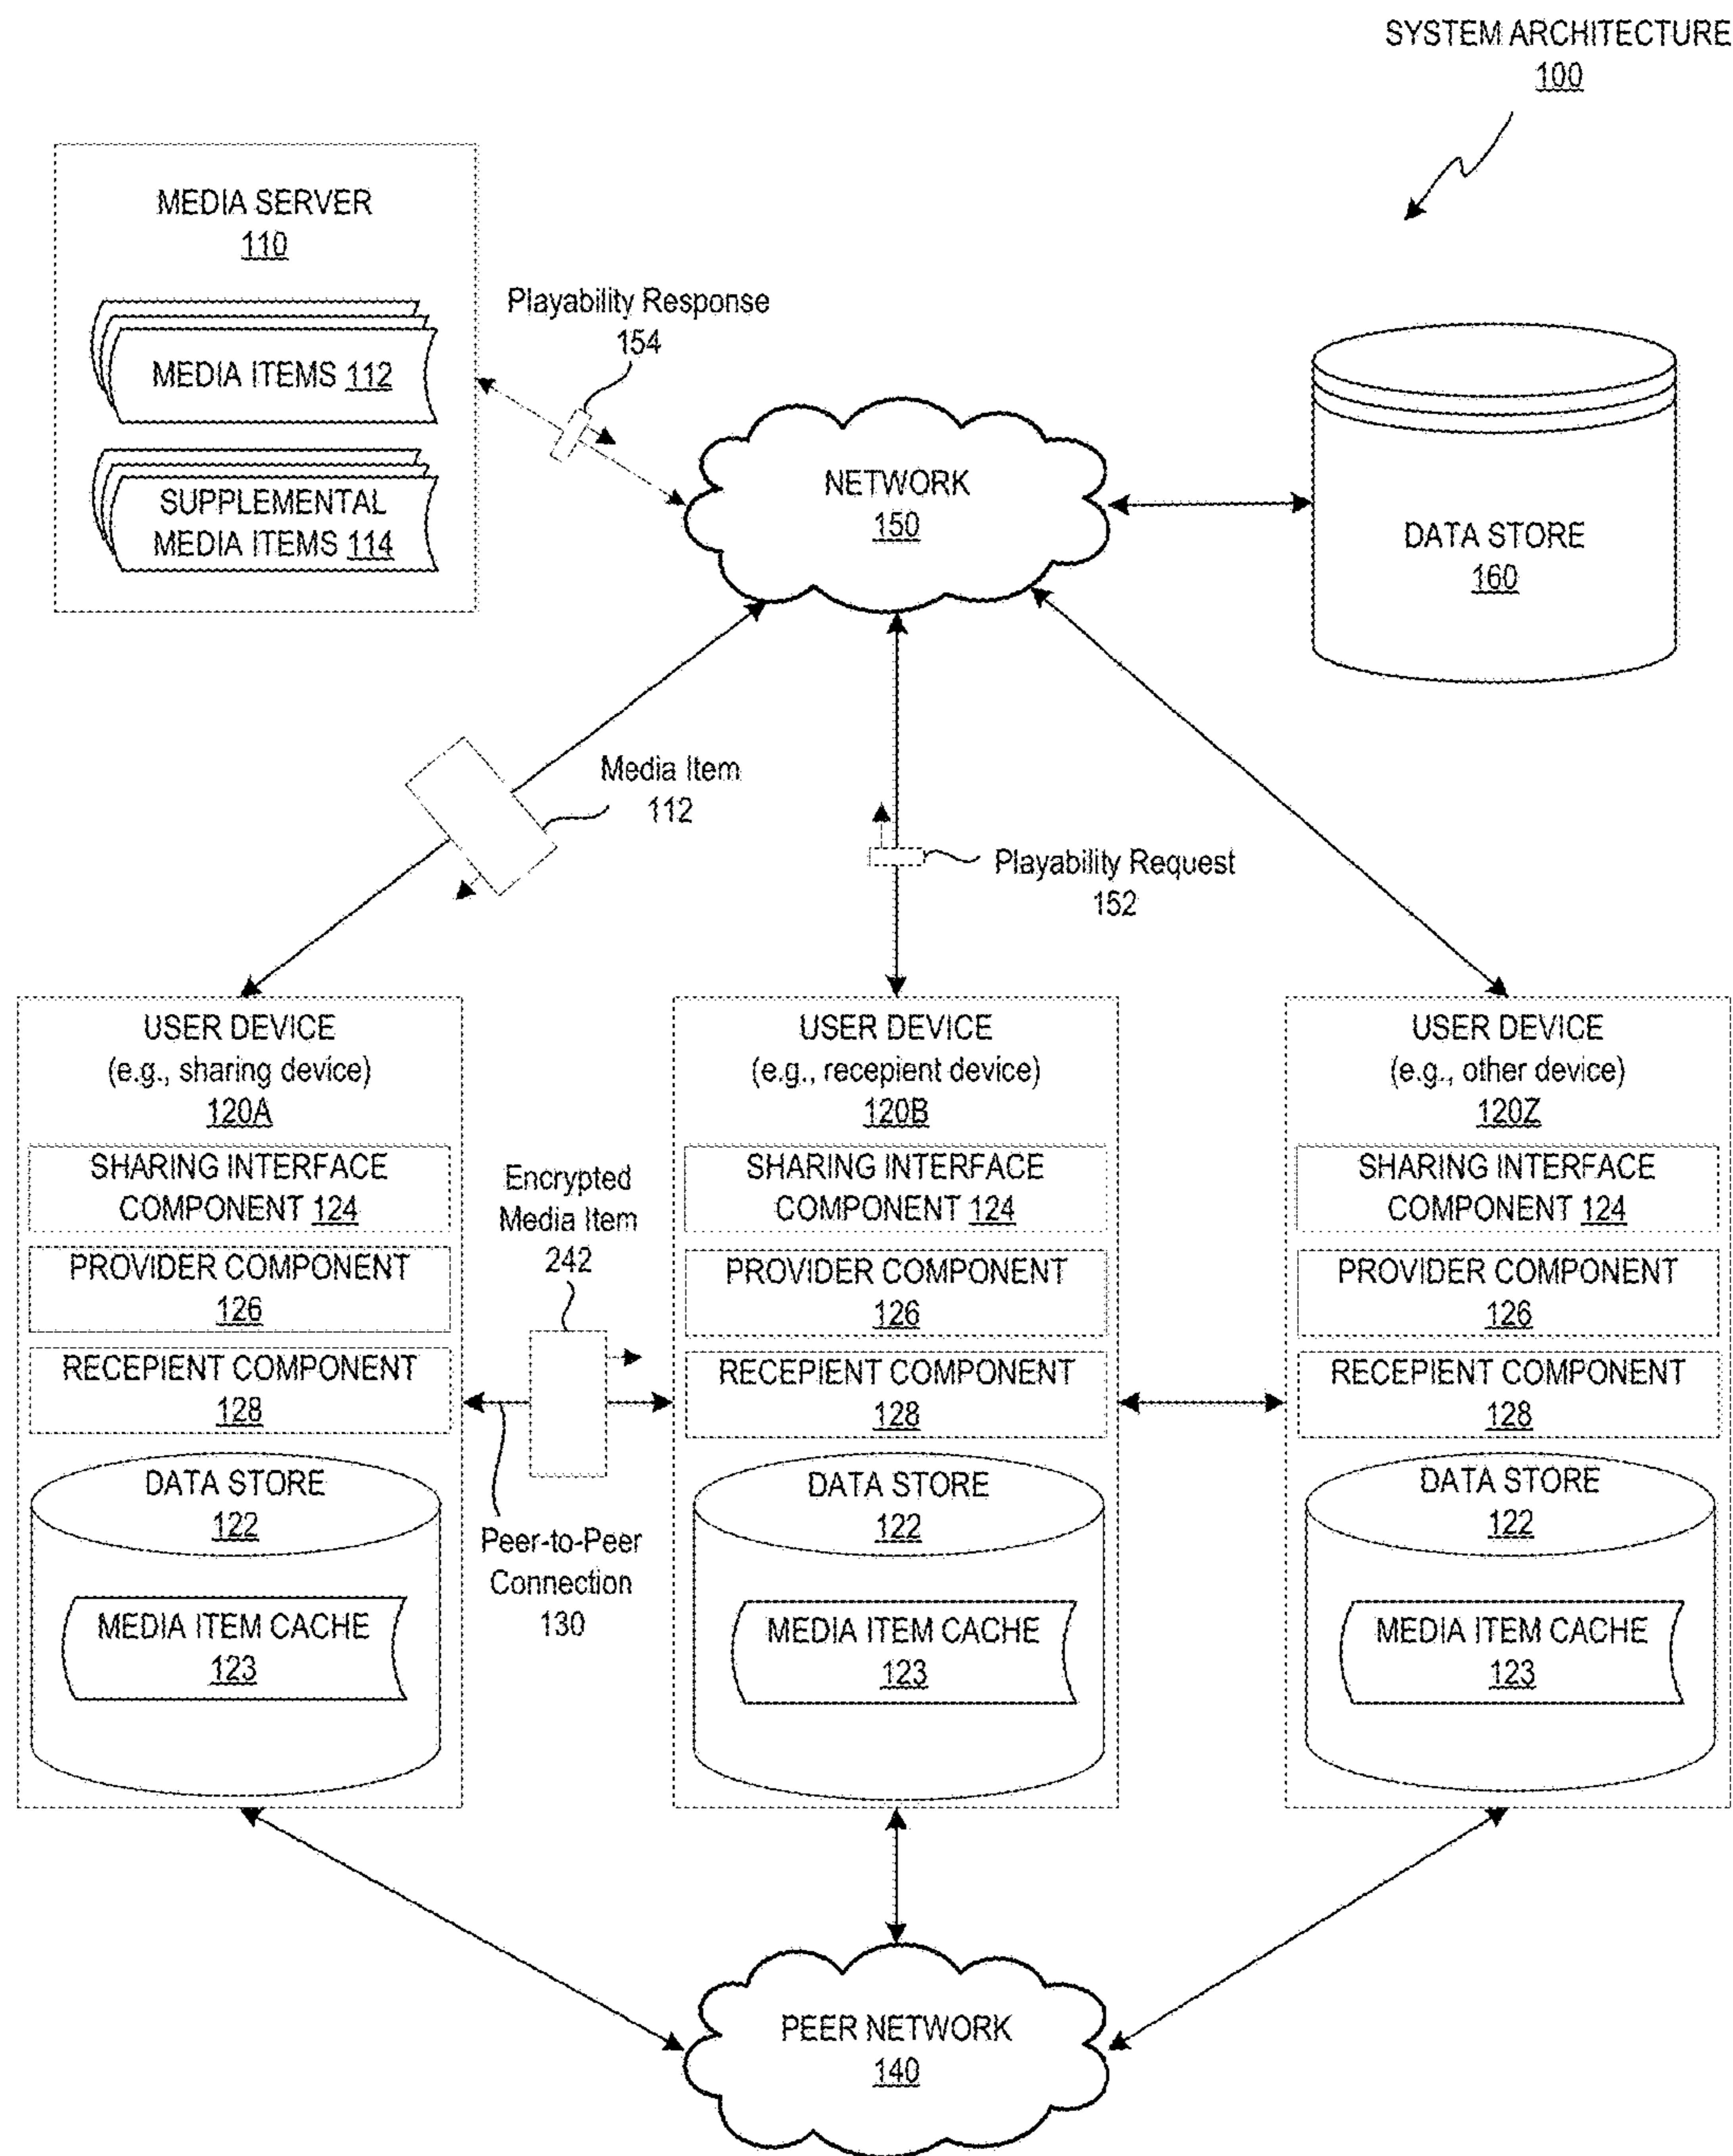 SYSTEM ARCHITECTURE
100
MEDIA SERVER
110
MEDIA ITEMS 112
SUPPLEMENTAL
MEDIA ITEMS 114
Playability Response
154
NETWORK
150
DATA STORE
160
Media Item
112
Playability Request
152
USER DEVICE
(e.g., sharing device)
120A
SHARING INTERFACE
COMPONENT 124
PROVIDER COMPONENT
126
RECEPIENT COMPONENT
128
DATA STORE
122
MEDIA ITEM CACHE
123
Encrypted
Media Item
242
Peer-to-Peer
Connection
130
USER DEVICE
(e.g., recepient device)
120B
SHARING INTERFACE
COMPONENT 124
PROVIDER COMPONENT
126
RECEPIENT COMPONENT
128
DATA STORE
122
MEDIA ITEM CACHE
123
USER DEVICE
(e.g., other device)
120Z
SHARING INTERFACE
COMPONENT 124
PROVIDER COMPONENT
126
RECEPIENT COMPONENT
128
DATA STORE
122
MEDIA ITEM CACHE
123
PEER NETWORK
140